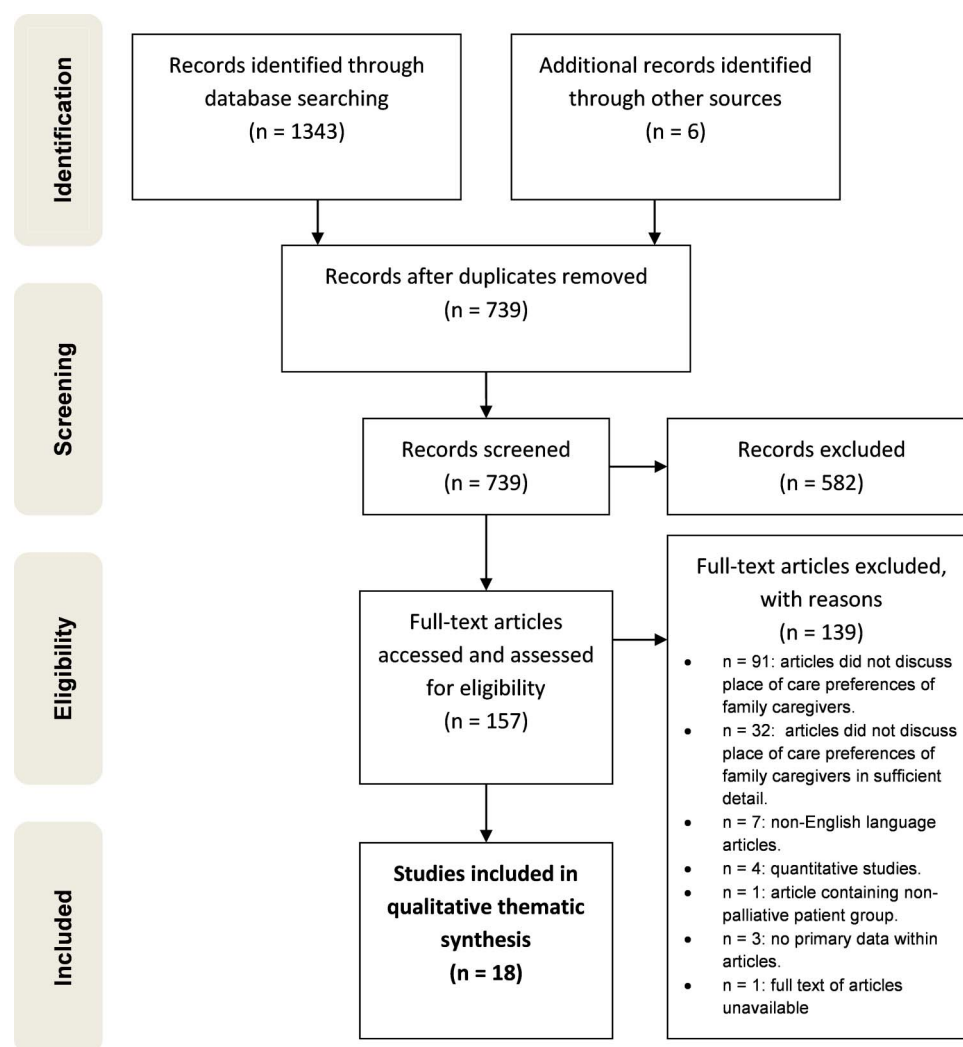 Identification
Records identified through
database searching
(n = 1343)
Additional records identified
through other sources
(n = 6)
Screening
Records after duplicates removed
(n = 739)
Records screened
(n = 739)
Records excluded
(n = 582)
Eligibility
Full-text articles
accessed and assessed
for eligibility
(n = 157)
Full-text articles excluded,
with reasons
(n = 139)
• n = 91: articles did not discuss
place of care preferences of
family caregivers.
• n = 32:  articles did not discuss
place of care preferences of
family caregivers in sufficient
detail.
• n = 7: non-English language
articles.
• n = 4: quantitative studies.
• n = 1: article containing non-
palliative patient group.
• n = 3: no primary data within
articles.
• n = 1: full text of articles
unavailable
Included
Studies included in
qualitative thematic
synthesis
(n = 18)